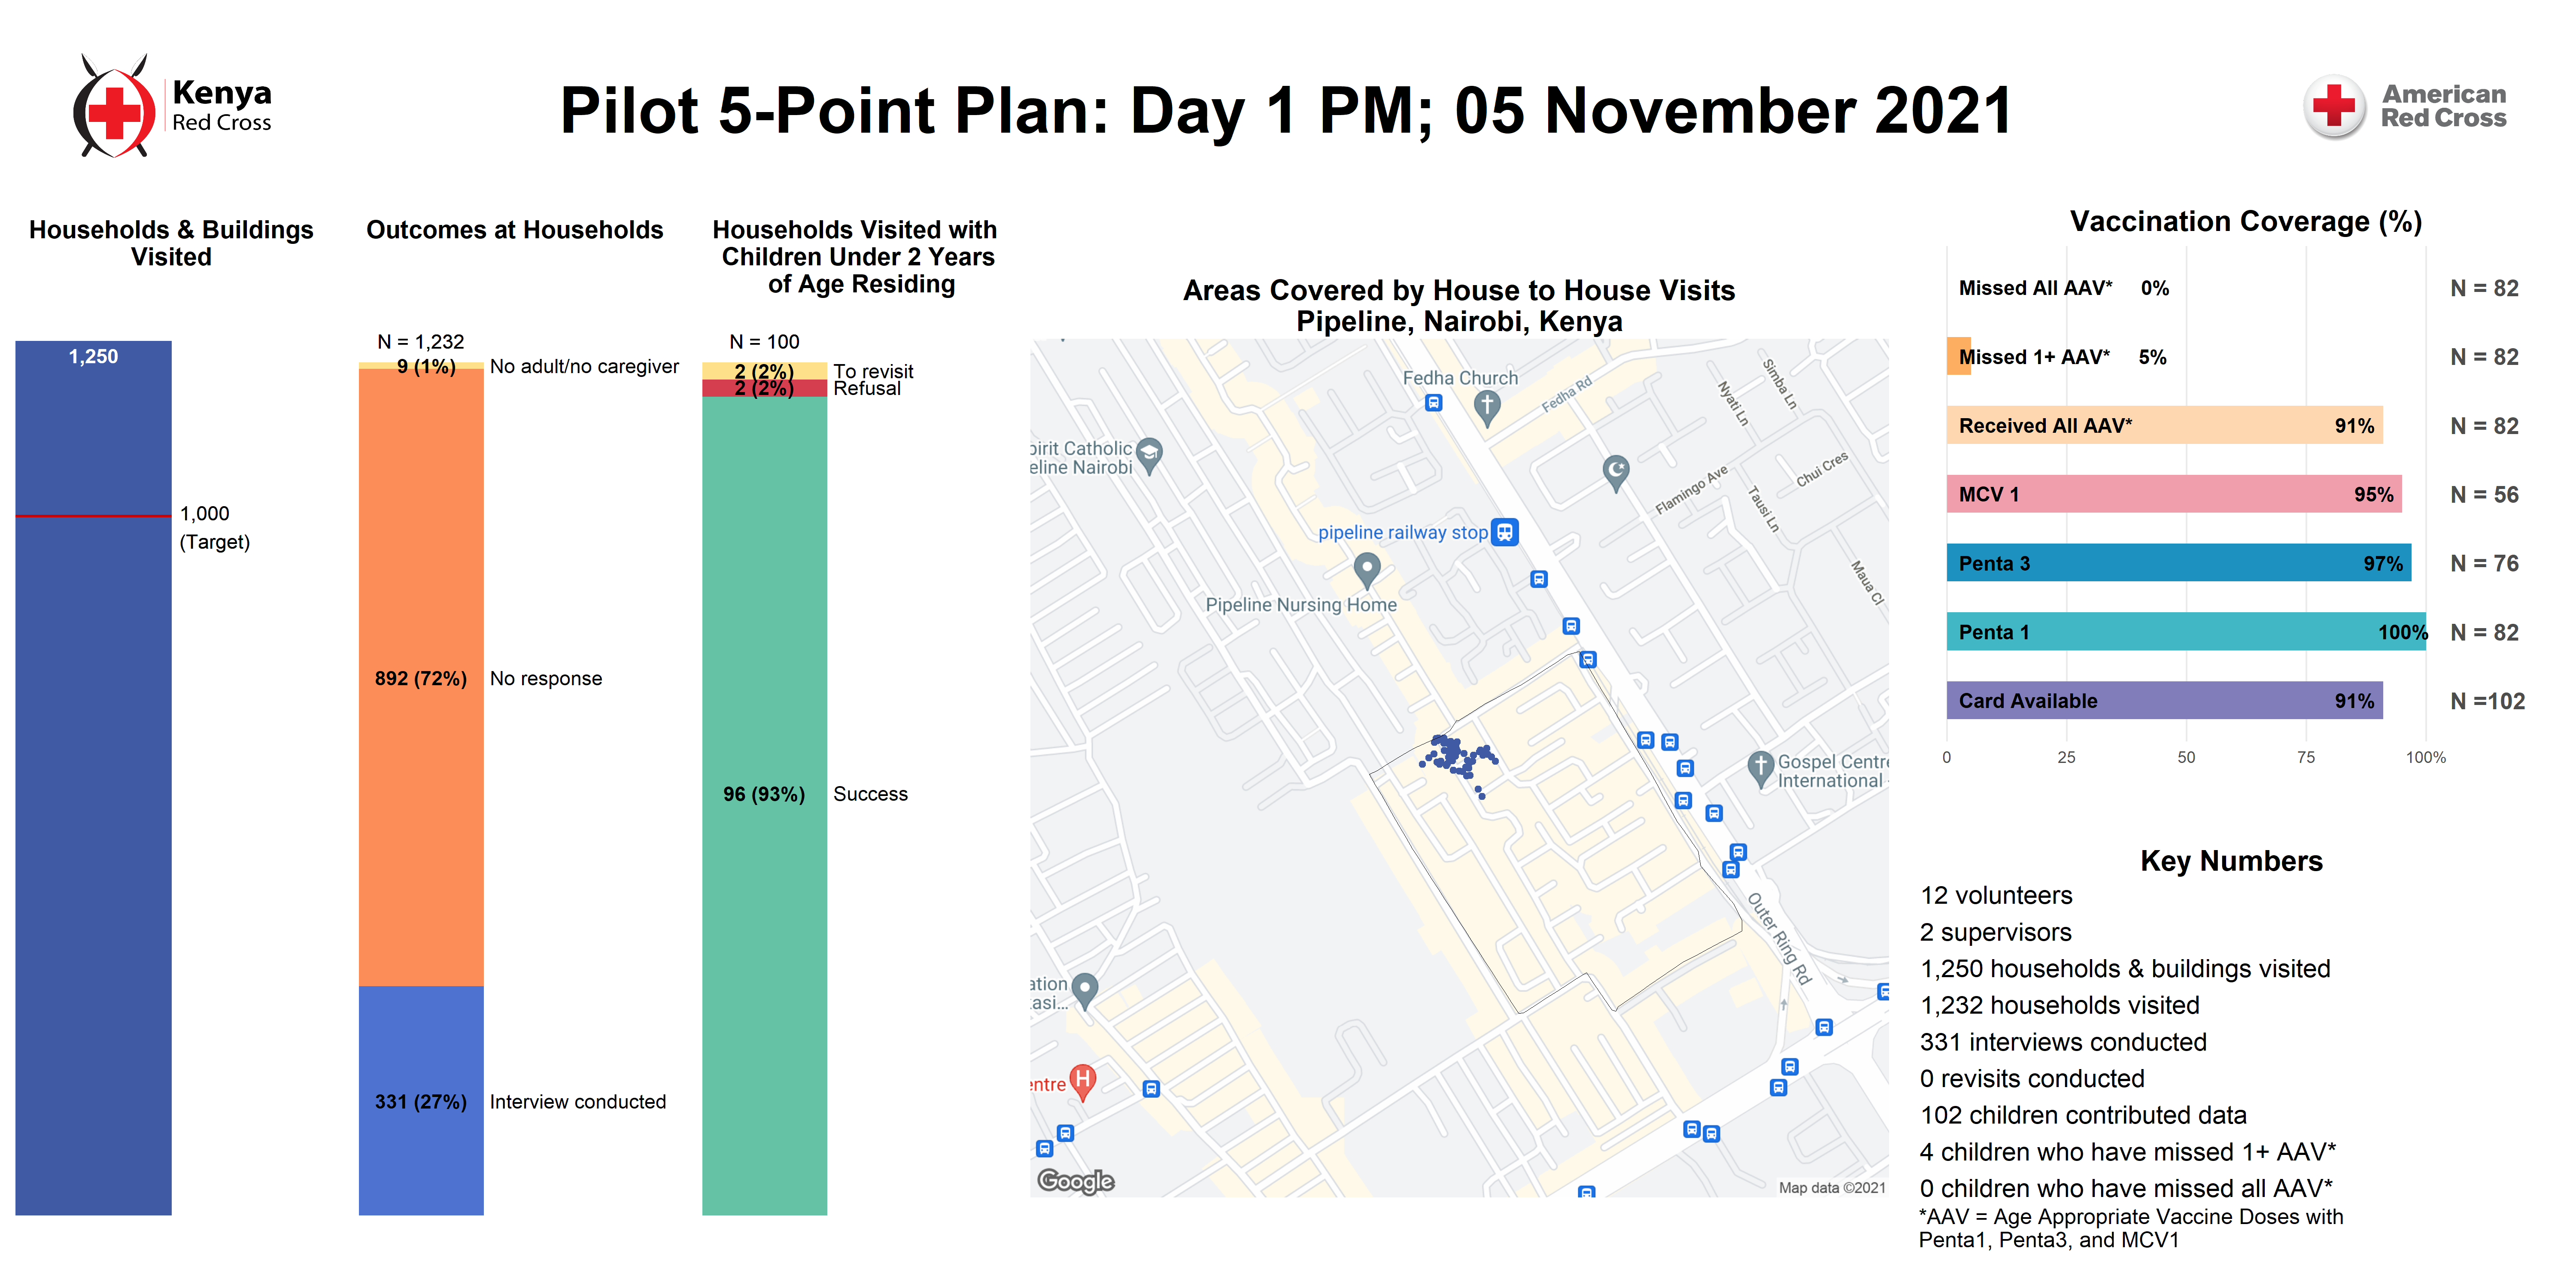 Kenya
Red Cross
Pilot 5-Point Plan: Day 1 PM; 05 November 2021
American
Red Cross
Households & Buildings
Visited
1,250
1,000
(Target)
Outcomes at Households
N = 1,232
9 (1%) No adult/no caregiver
892 (72%) No response
331 (27%) Interview conducted
Households Visited with
Children Under 2 Years
of Age Residing
N = 100
2 (2%) To revisit
2 (2%) Refusal
96 (93%) Success
Areas Covered by House to House Visits
Pipeline, Nairobi, Kenya
Fedha Church
Fedha Rd
Nyati Ln
Simba Ln
pirit Catholic
eline Nairobi
Flamingo Ave
Tausi Ln
Chui Cres
pipeline railway stop
Maua Cl
Pipeline Nursing Home
Gospel Centre
International
Outer Ring Rd
ation
asi...
entre
H
Google
Map data ©2021
Vaccination Coverage (%)
Missed All AAV* 0% N = 82
Missed 1+ AAV* 5% N = 82
Received All AAV* 91% N = 82
MCV 1 95% N = 56
Penta 3 97% N = 76
Penta 1 100% N = 82
Card Available 91% N =102
0 25 50 75 100%
Key Numbers
12 volunteers
2 supervisors
1,250 households & buildings visited
1,232 households visited
331 interviews conducted
0 revisits conducted
102 children contributed data
4 children who have missed 1+ AAV*
0 children who have missed all AAV*
*AAV = Age Appropriate Vaccine Doses with
Penta1, Penta3, and MCV1